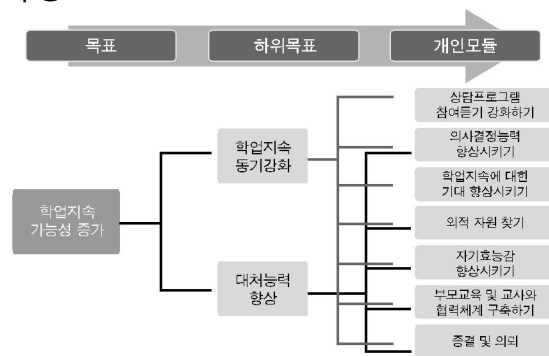 목표
하위목표
개인모듈
상담프로그램
참여듣기 강화하기
의사결정능력
향상시키기
학업지속
동기강화
학업지속에 대한
기대 향상시키기
학업지속
가능성 증가
외적 자원 찾기
자기효능감
향상시키기
대처능력
향상
부모교육 및 교사와
협력체계 구축하기
종결 및 의뢰